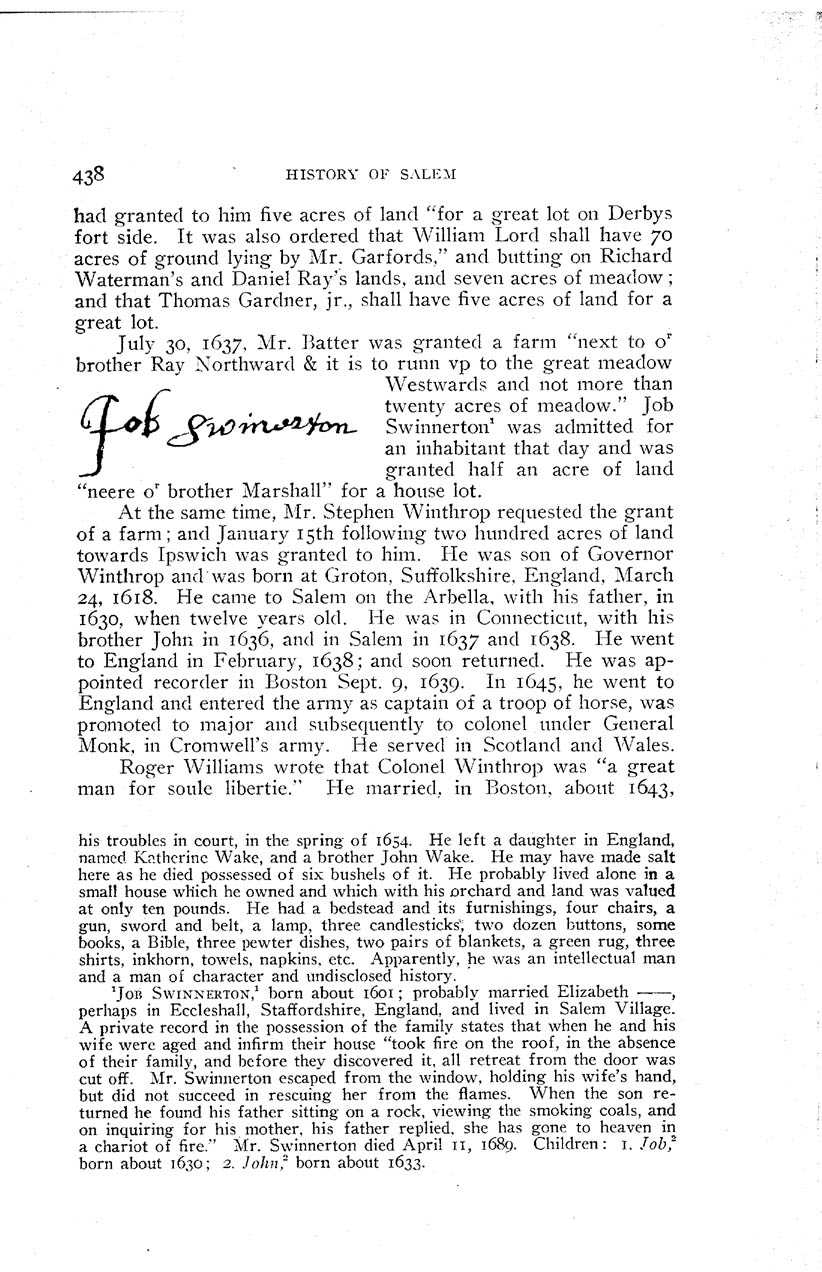 438 HISTORY OF SALEM
had granted to him five acres of land “for a great lot on Derbys
fort side. It was also ordered that William Lord shall have 70
acres of ground lying by Mr. Garfords,” and butting on Richard
Waterman's and Daniel Ray's lands, and seven acres of meadow;
and that Thomas Gardner, jr., shall have five acres of land for a
great lot.
July 30, 1637, Mr. Batter was granted a farm “next to oʳ
brother Ray Northward & it is to runn vp to the great meadow
Westwards and not more than
twenty acres of meadow.” Job
Swinnerton¹ was admitted for
an inhabitant that day and was
granted half an acre of land
Job Swinerton
“neere oʳ brother Marshall” for a house lot.
At the same time, Mr. Stephen Winthrop requested the grant
of a farm; and January 15th following two hundred acres of land
towards Ipswich was granted to him. He was son of Governor
Winthrop and was born at Groton, Suffolkshire, England, March
24, 1618. He came to Salem on the Arbella, with his father, in
1630, when twelve years old. He was in Connecticut, with his
brother John in 1636, and in Salem in 1637 and 1638. He went
to England in February, 1638; and soon returned. He was ap-
pointed recorder in Boston Sept. 9, 1639. In 1645, he went to
England and entered the army as captain of a troop of horse, was
promoted to major and subsequently to colonel under General
Monk, in Cromwell's army. He served in Scotland and Wales.
Roger Williams wrote that Colonel Winthrop was “a great
man for soule libertie.” He married, in Boston, about 1643,
his troubles in court, in the spring of 1654. He left a daughter in England,
named Katherine Wake, and a brother John Wake. He may have made salt
here as he died possessed of six bushels of it. He probably lived alone in a
small house which he owned and which with his orchard and land was valued
at only ten pounds. He had a bedstead and its furnishings, four chairs, a
gun, sword and belt, a lamp, three candlesticks, two dozen buttons, some
books, a Bible, three pewter dishes, two pairs of blankets, a green rug, three
shirts, inkhorn, towels, napkins, etc. Apparently, he was an intellectual man
and a man of character and undisclosed history.
¹JOB SWINNERTON,¹ born about 1601; probably married Elizabeth ——,
perhaps in Eccleshall, Staffordshire, England, and lived in Salem Village.
A private record in the possession of the family states that when he and his
wife were aged and infirm their house “took fire on the roof, in the absence
of their family, and before they discovered it, all retreat from the door was
cut off. Mr. Swinnerton escaped from the window, holding his wife's hand,
but did not succeed in rescuing her from the flames. When the son re-
turned he found his father sitting on a rock, viewing the smoking coals, and
on inquiring for his mother, his father replied, she has gone to heaven in
a chariot of fire.” Mr. Swinnerton died April 11, 1689. Children: 1. Job,²
born about 1630; 2. John,² born about 1633.